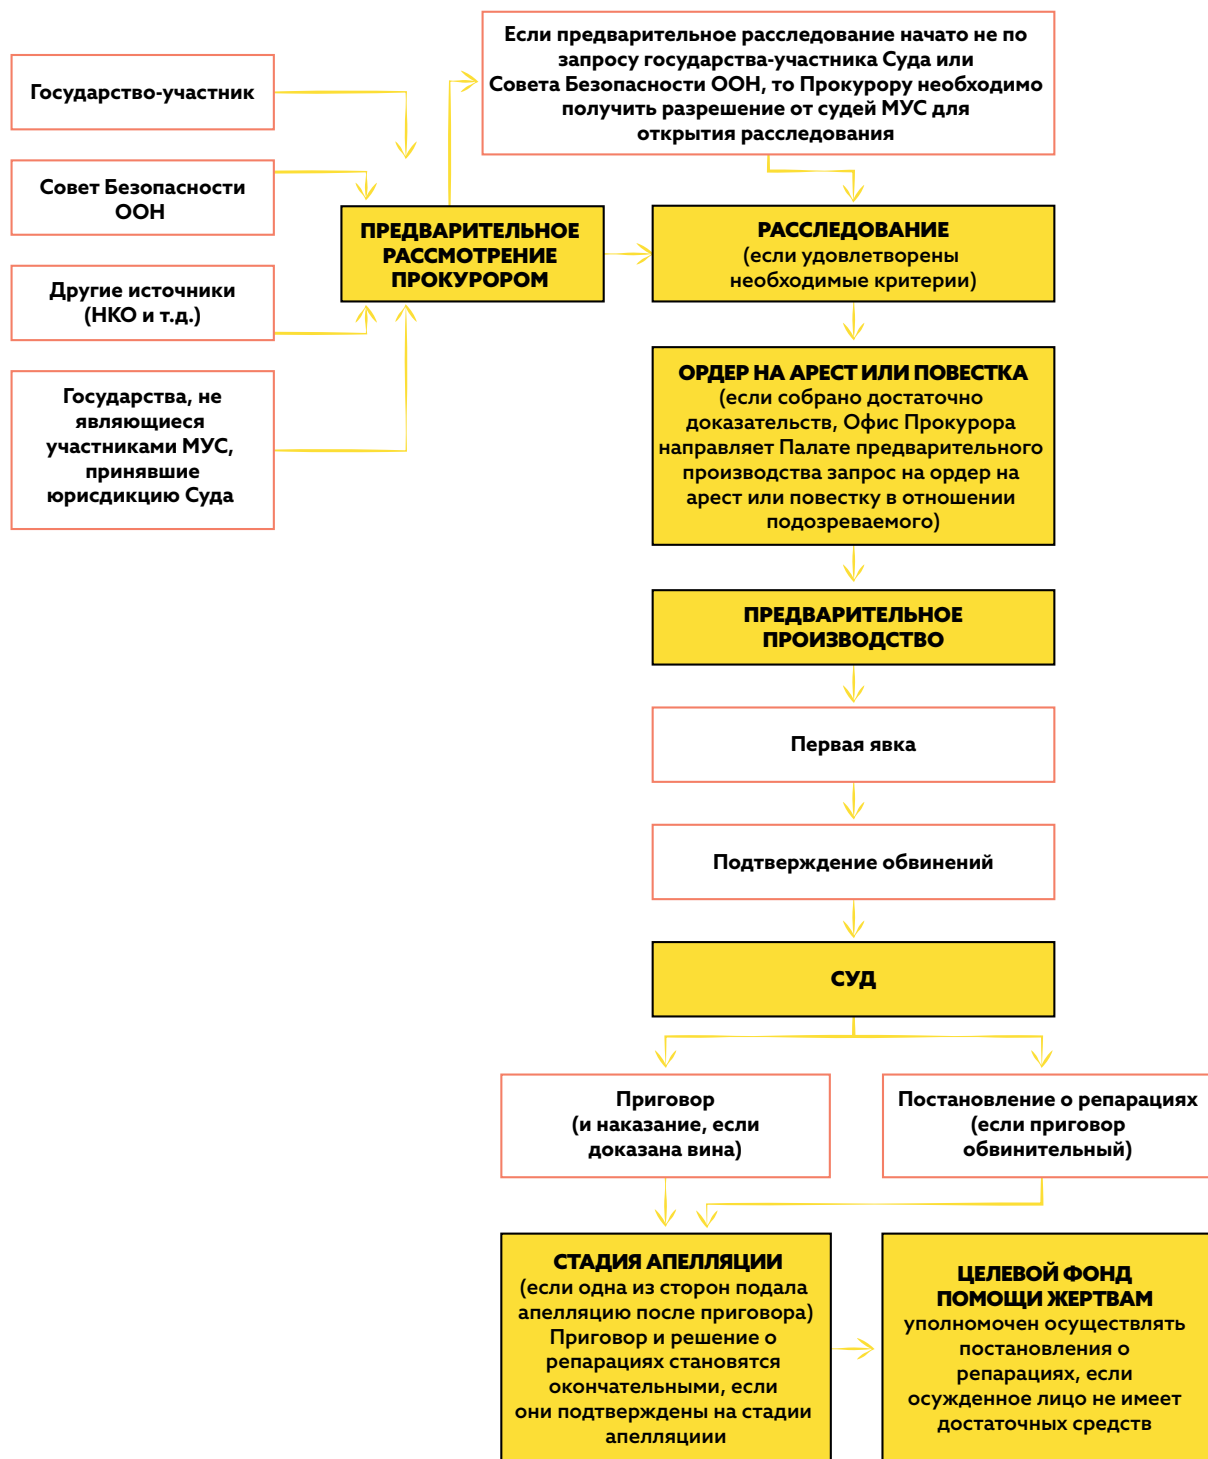 Государство-участник
Совет Безопасности
ООН
Другие источники
(НКО и т.д.)
Государства, не
являющиеся
участниками МУС,
принявшие
юрисдикцию Суда
ПРЕДВАРИТЕЛЬНОЕ
РАССМОТРЕНИЕ
ПРОКУРОРОМ
Если предварительное расследование начато не по
запросу государства-участника Суда или
Совета Безопасности ООН, то Прокурору необходимо
получить разрешение от судей МУС для
открытия расследования
РАССЛЕДОВАНИЕ
(если удовлетворены
необходимые критерии)
ОРДЕР НА АРЕСТ ИЛИ ПОВЕСТКА
(если собрано достаточно
доказательств, Офис Прокурора
направляет Палате предварительного
производства запрос на ордер на
арест или повестку в отношении
подозреваемого)
ПРЕДВАРИТЕЛЬНОЕ
ПРОИЗВОДСТВО
Первая явка
Подтверждение обвинений
СУД
Приговор
(и наказание, если
доказана вина)
Постановление о репарациях
(если приговор
обвинительный)
СТАДИЯ АПЕЛЛЯЦИИ
(если одна из сторон подала
апелляцию после приговора)
Приговор и решение о
репарациях становятся
окончательными, если
они подтверждены на стадии
апелляциии
ЦЕЛЕВОЙ ФОНД
ПОМОЩИ ЖЕРТВАМ
уполномочен осуществлять
постановления о
репарациях, если
осужденное лицо не имеет
достаточных средств